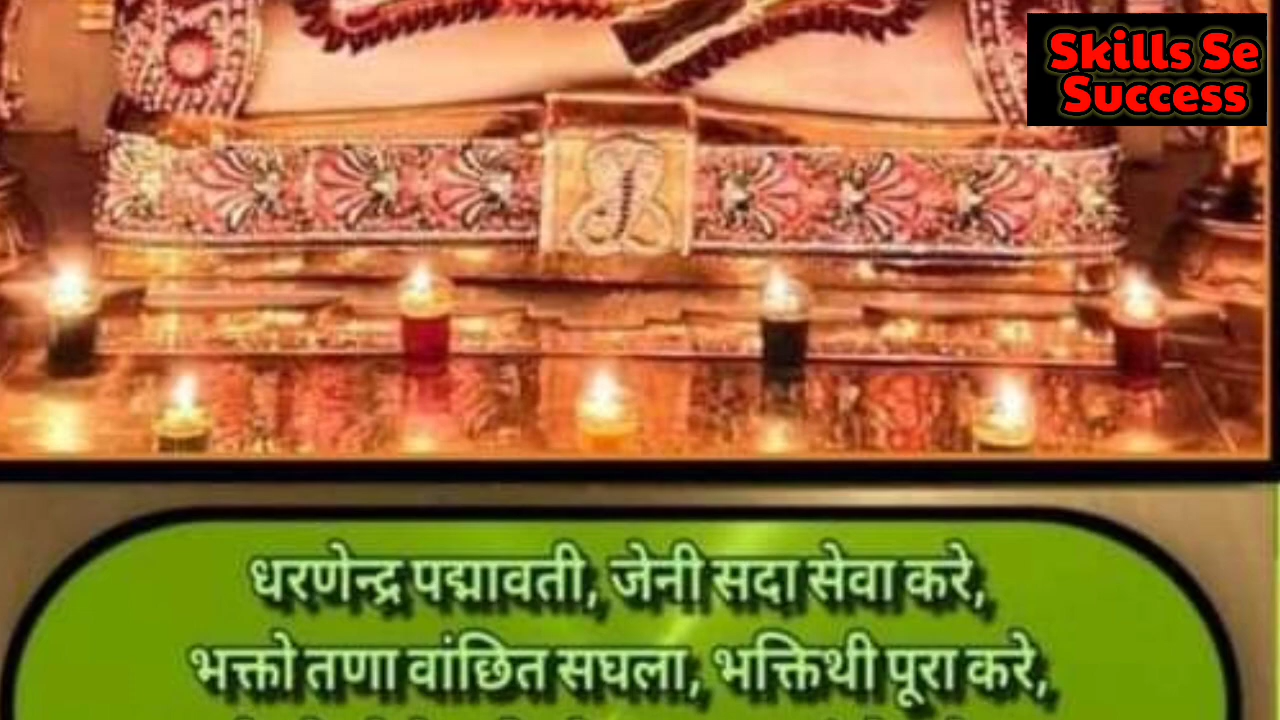 Skills Se
Success
धरणेन्द्र पद्मावती, जेनी सदा सेवा करे,
भक्तो तणा वांछित सघला, भक्तिथी पूरा करे,